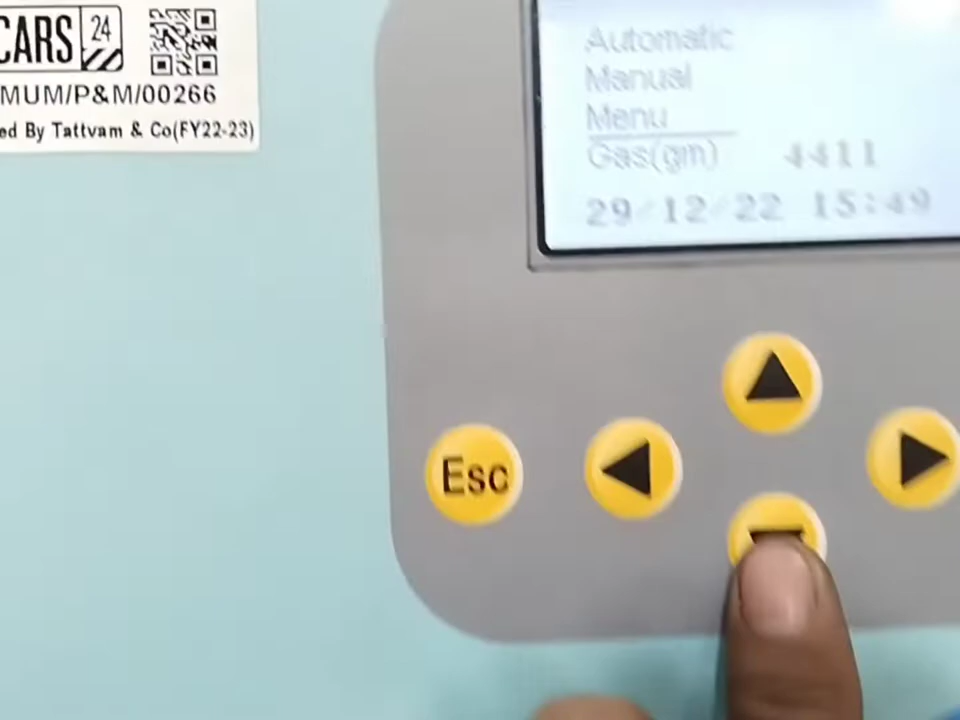 CARS 24
MUM/P&M/00266
ed By Tattvam & Co(FY22-23)
Automatic
Manual
Menu
Gas(gm) 4411
29/12/22 15:49
Esc